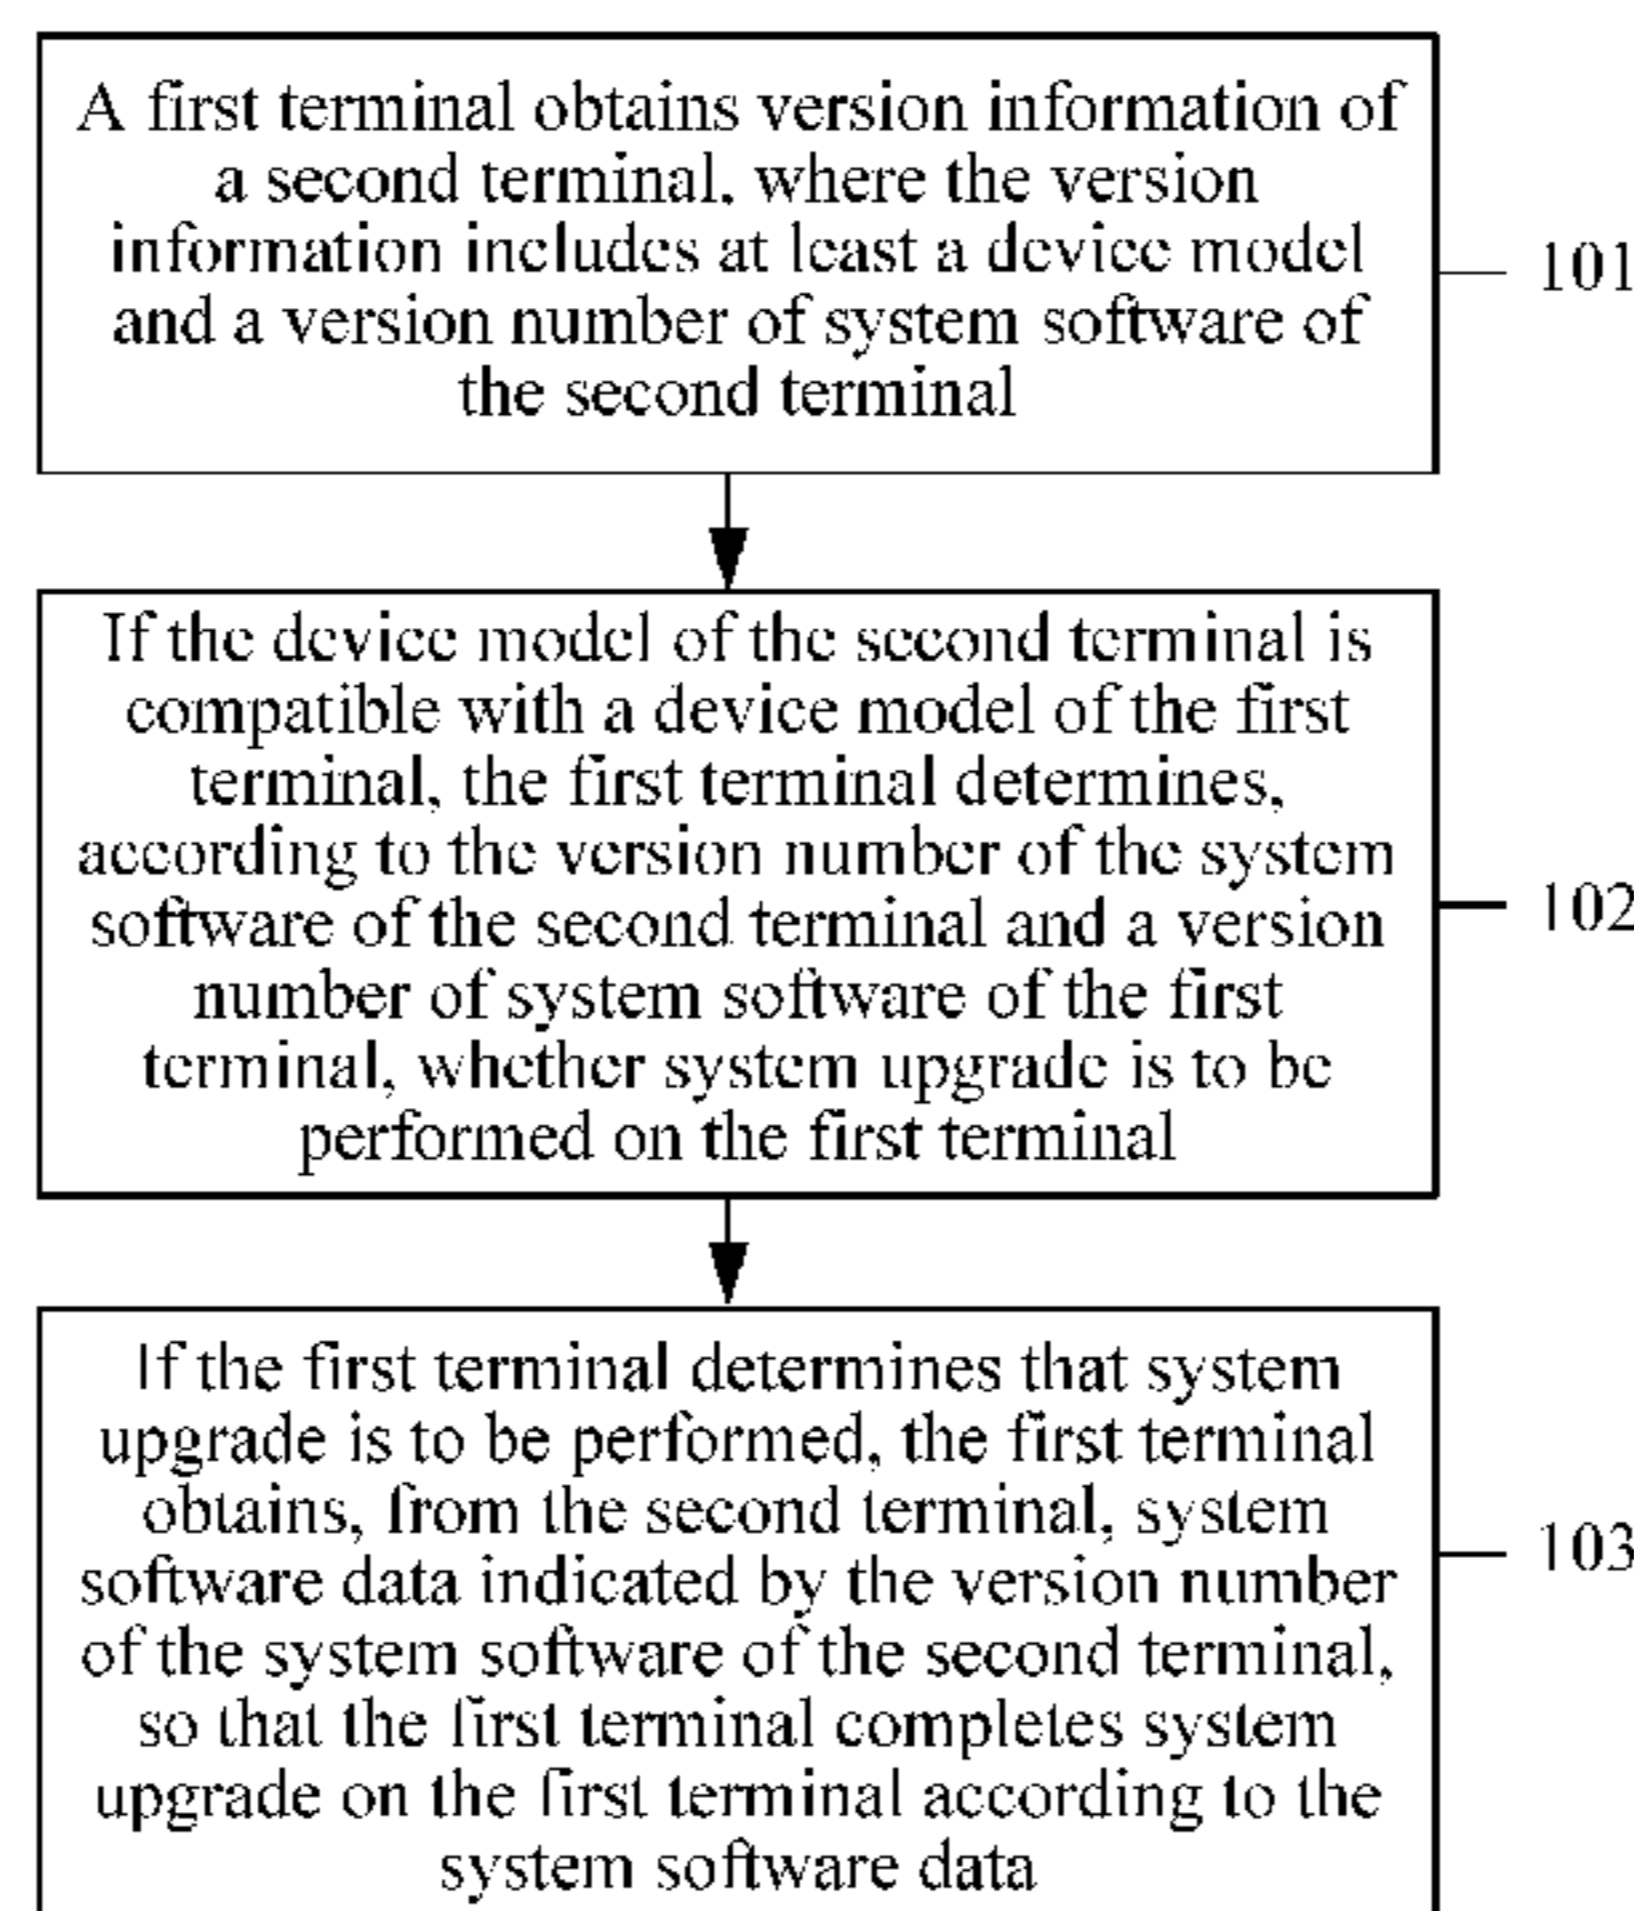 A first terminal obtains version information of
a second terminal, where the version
information includes at least a device model
and a version number of system software of
the second terminal
101
If the device model of the second terminal is
compatible with a device model of the first
terminal, the first terminal determines,
according to the version number of the system
software of the second terminal and a version
number of system software of the first
terminal, whether system upgrade is to be
performed on the first terminal
102
If the first terminal determines that system
upgrade is to be performed, the first terminal
obtains, from the second terminal, system
software data indicated by the version number
of the system software of the second terminal,
so that the first terminal completes system
upgrade on the first terminal according to the
system software data
103